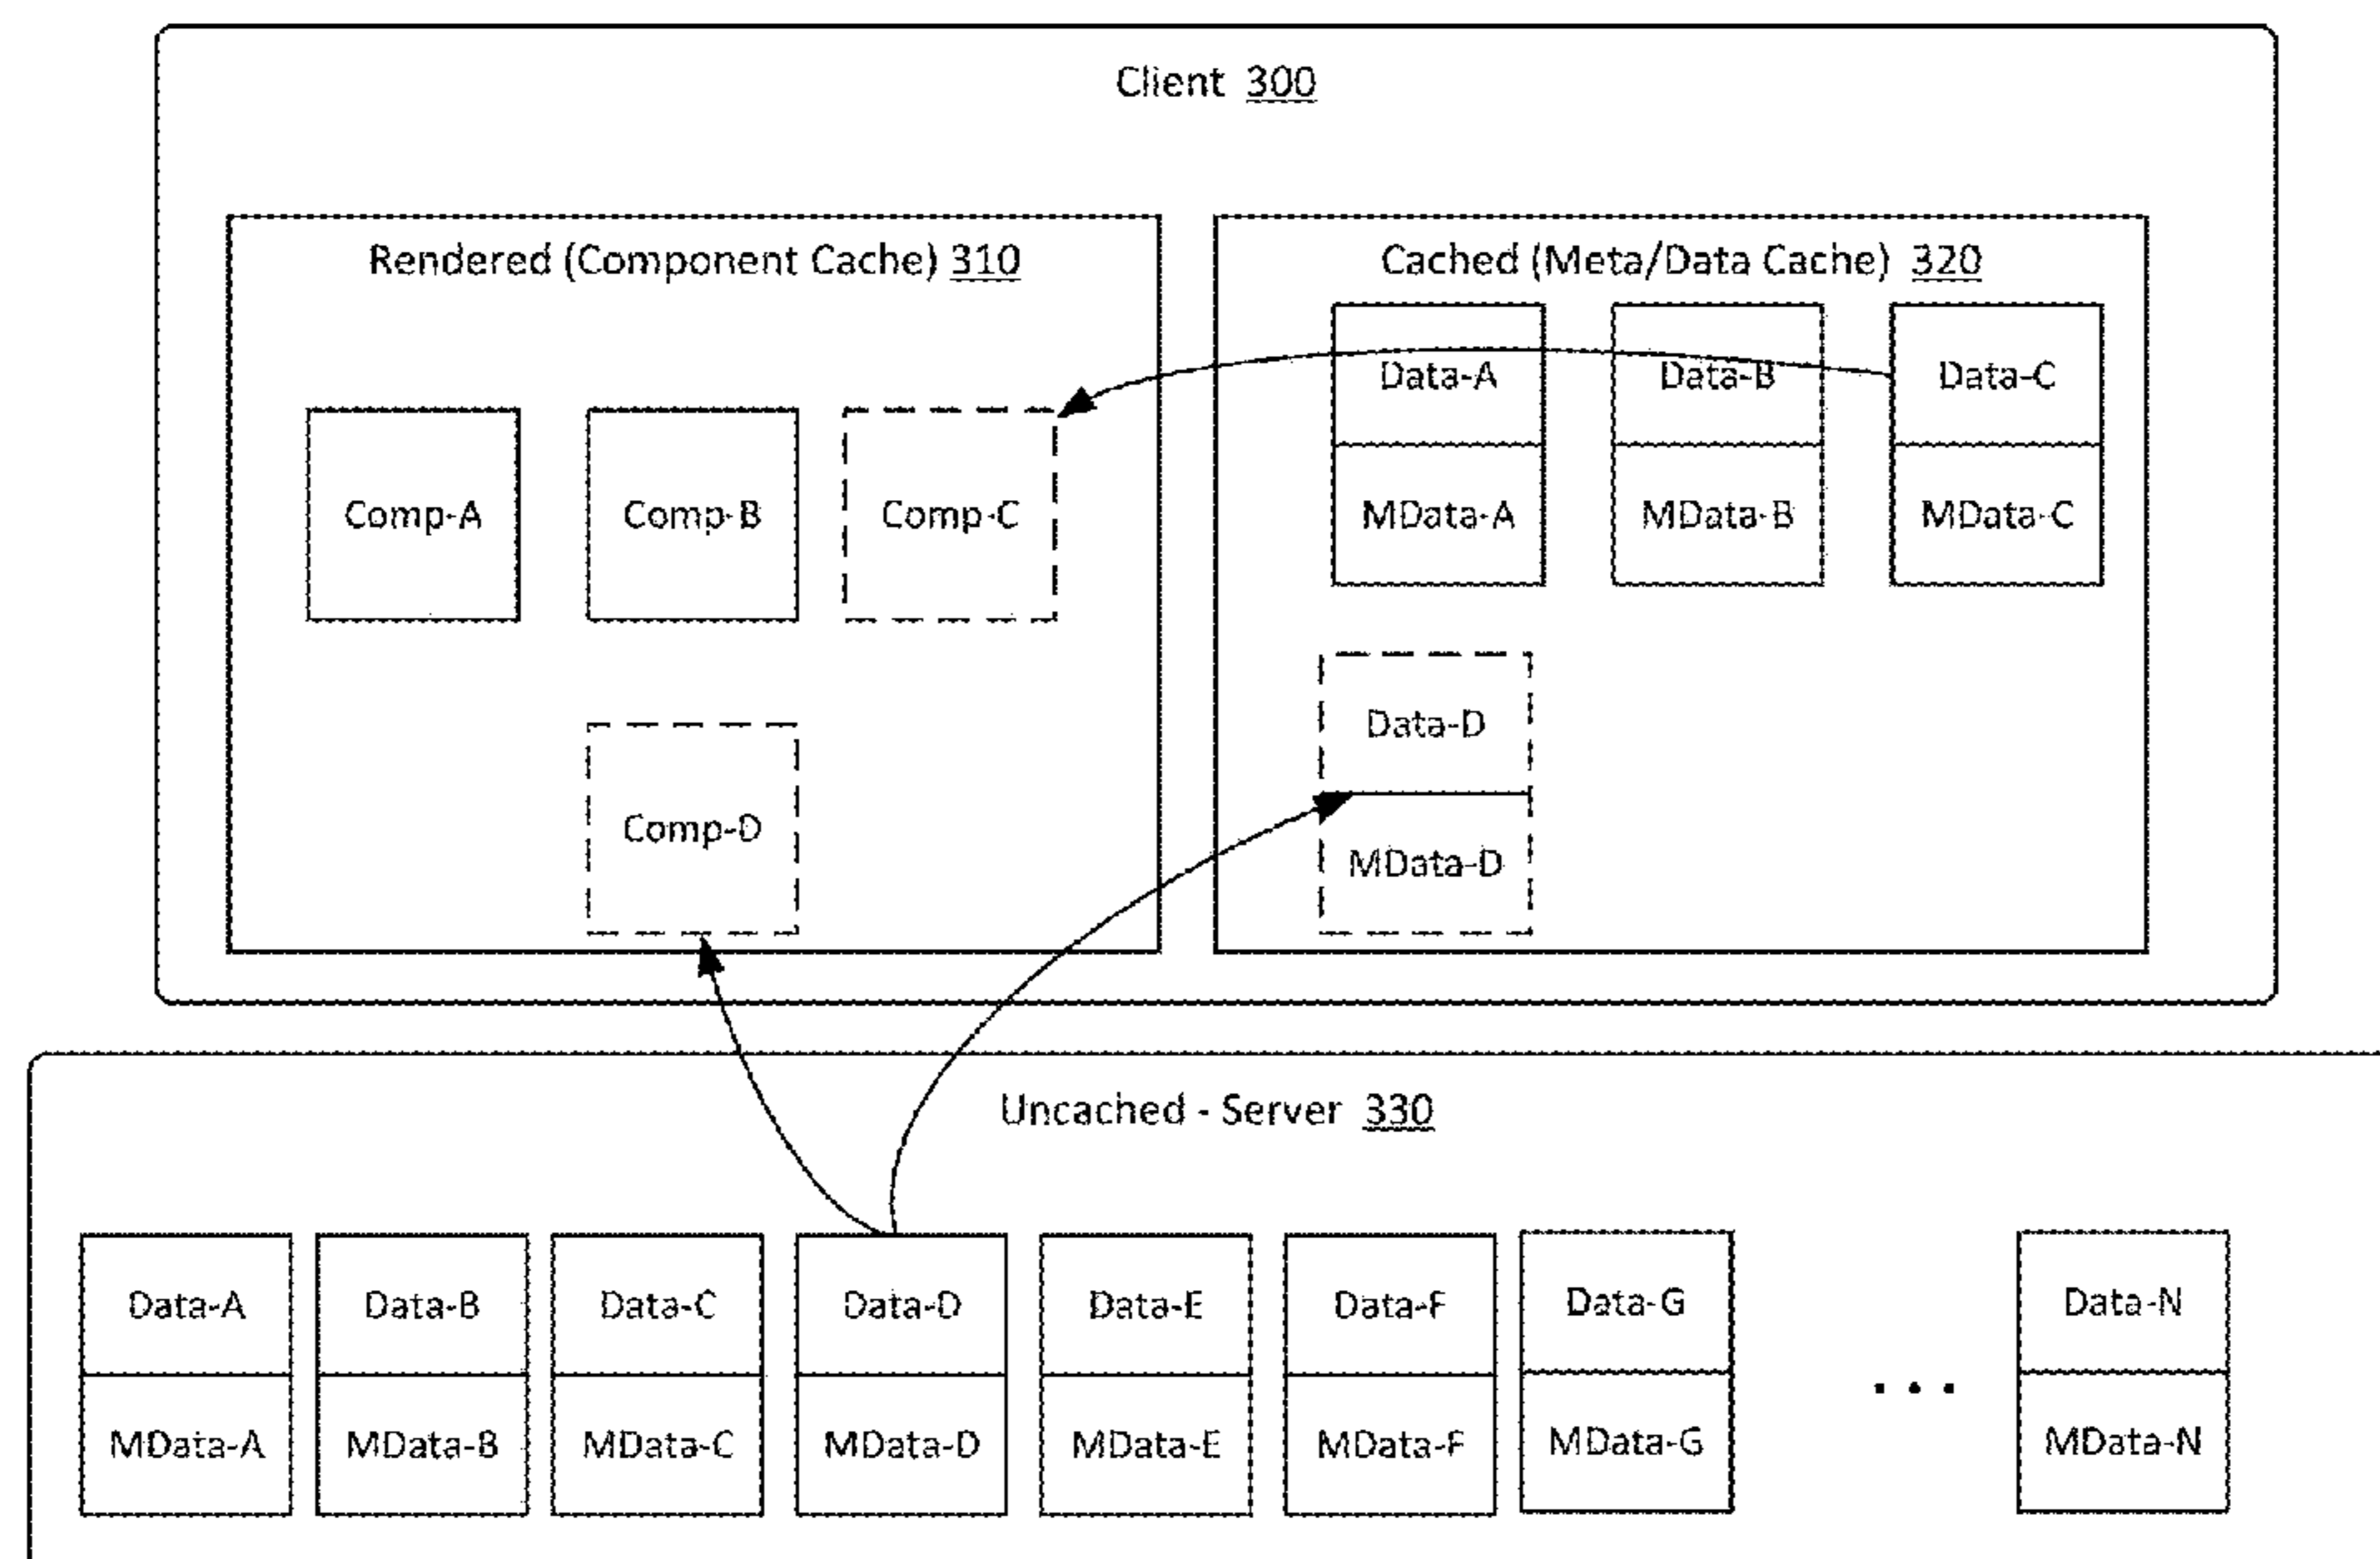 Client 300
Rendered (Component Cache) 310
Cached (Meta/Data Cache) 320
Data-A Data-B Data-C
Comp-A Comp-B Comp-C
MData-A MData-B MData-C
Data-D
Comp-D
MData-D
Uncached - Server 330
Data-A Data-B Data-C Data-D Data-E Data-F Data-G ... Data-N
MData-A MData-B MData-C MData-D MData-E MData-F MData-G MData-N